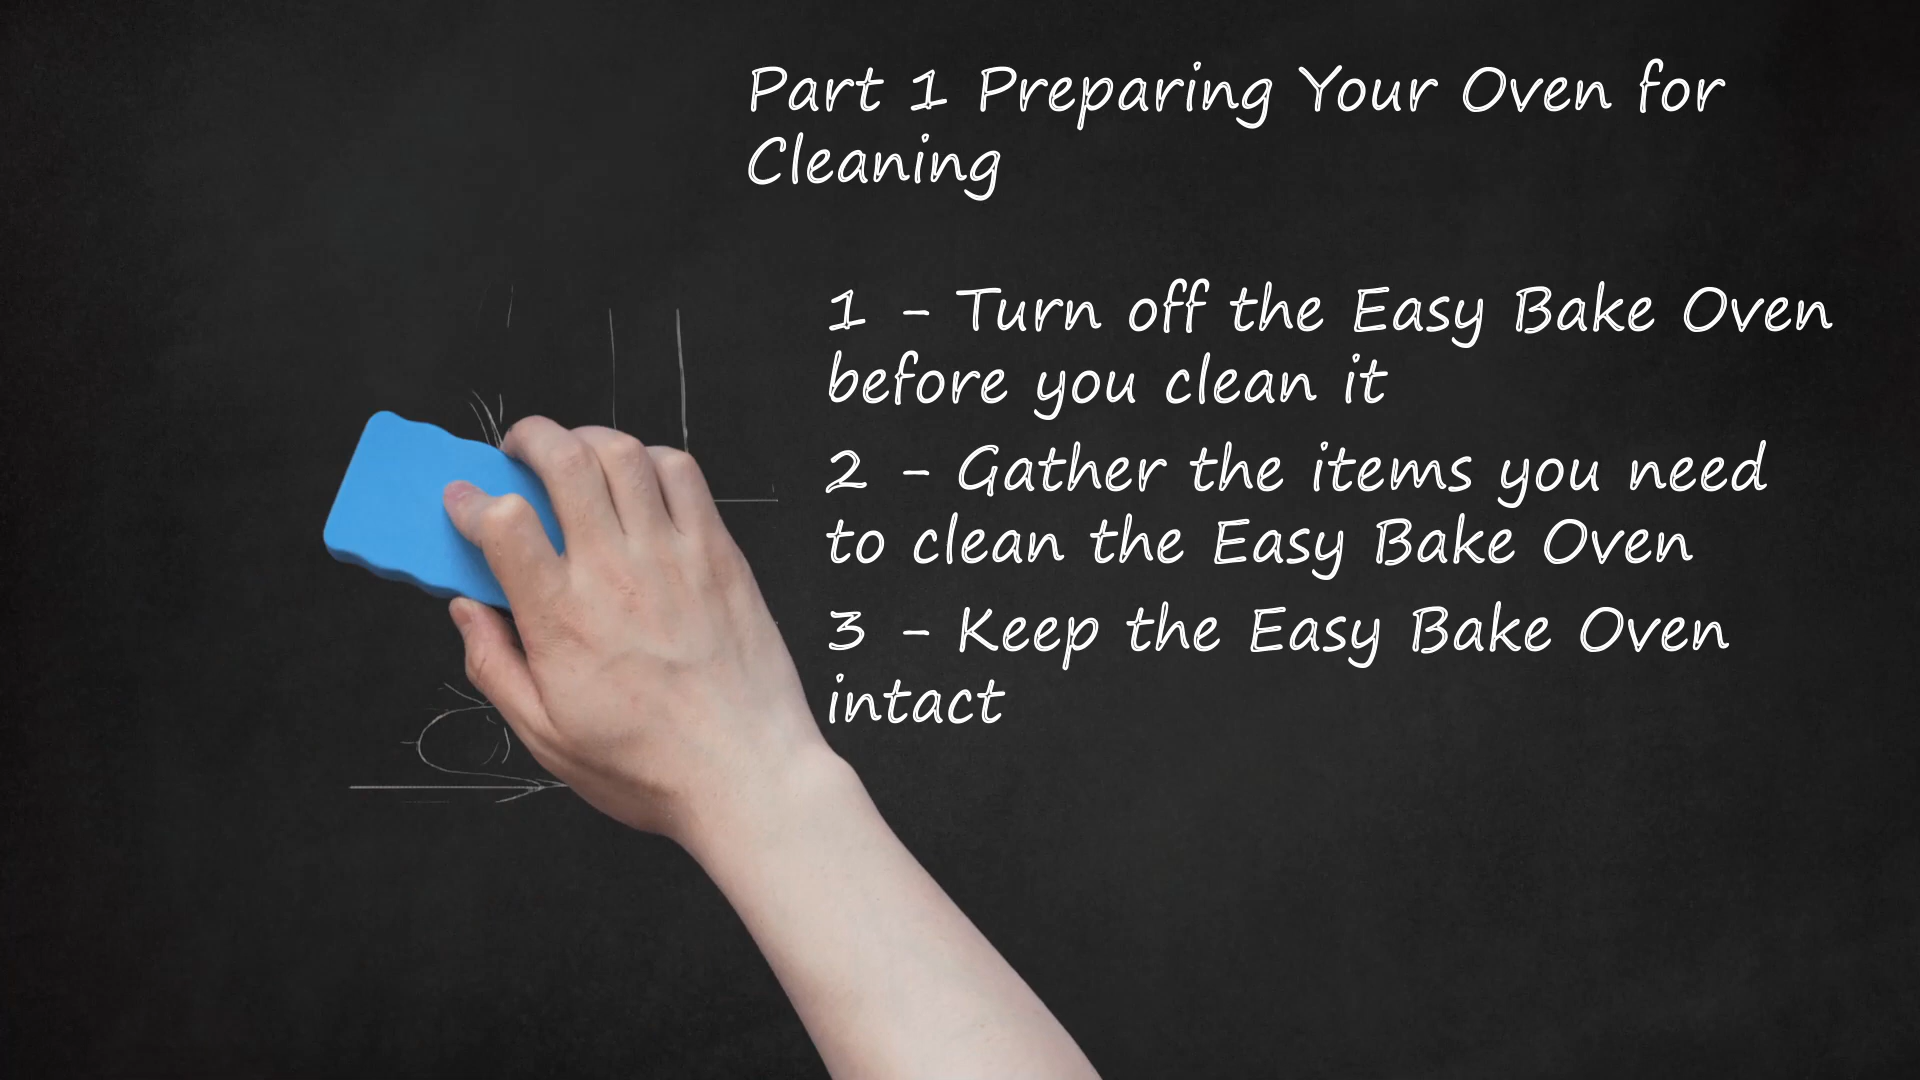 Part 1 Preparing Your Oven for
Cleaning
1 - Turn off the Easy Bake Oven
before you clean it
2 - Gather the items you need
to clean the Easy Bake Oven
3 - Keep the Easy Bake Oven
intact